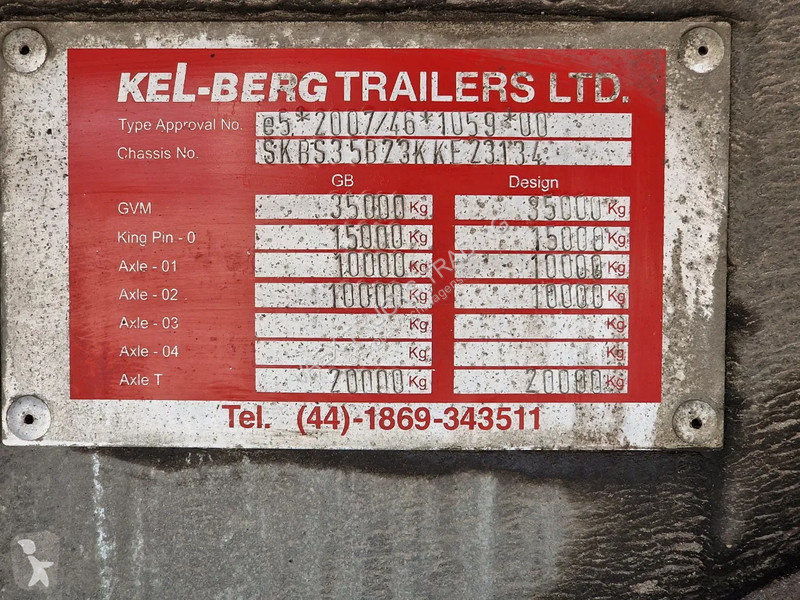 KEL-BERG TRAILERS LTD.
Type Approval No. e5*2007/46*1059*00
Chassis No. SKBS35B23KKFZ3134
GB Design
GVM 35000 Kg 35000 Kg
King Pin - 0 15000 Kg 15000 Kg
Axle - 01 10000 Kg 10000 Kg
Axle - 02 10000 Kg 10000 Kg
Axle - 03 Kg Kg
Axle - 04 Kg Kg
Axle T 20000 Kg 20000 Kg
Tel. (44)-1869-343511